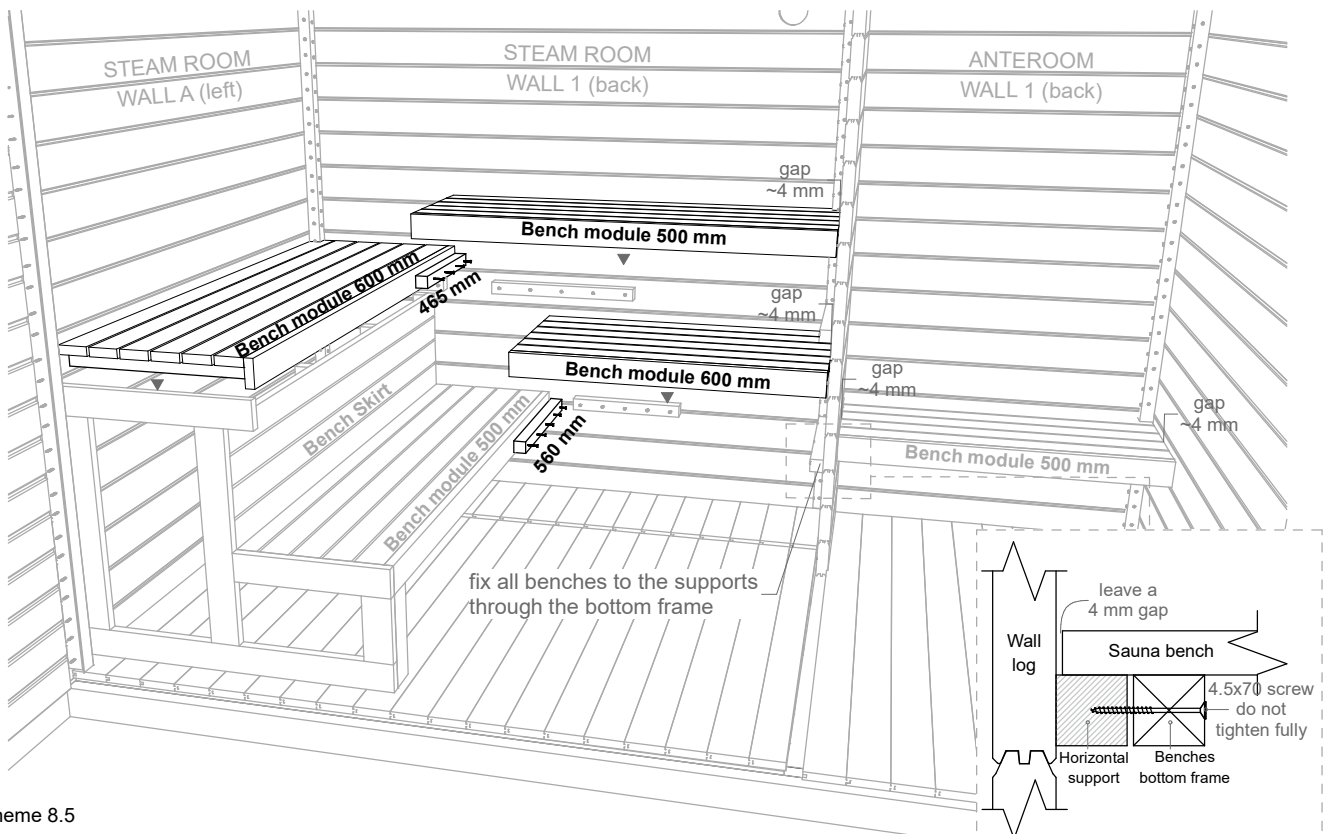 STEAM ROOM
WALL A (left)
STEAM ROOM
WALL 1 (back)
ANTEROOM
WALL 1 (back)
gap
~4 mm
Bench module 500 mm
Bench module 600 mm
465 mm
gap
~4 mm
Bench module 600 mm
gap
~4 mm
gap
~4 mm
Bench Skirt
Bench module 500 mm
560 mm
Bench module 500 mm
fix all benches to the supports
through the bottom frame
leave a
4 mm gap
Wall
log
Sauna bench
4.5x70 screw
do not
tighten fully
Horizontal
support
Benches
bottom frame
heme 8.5